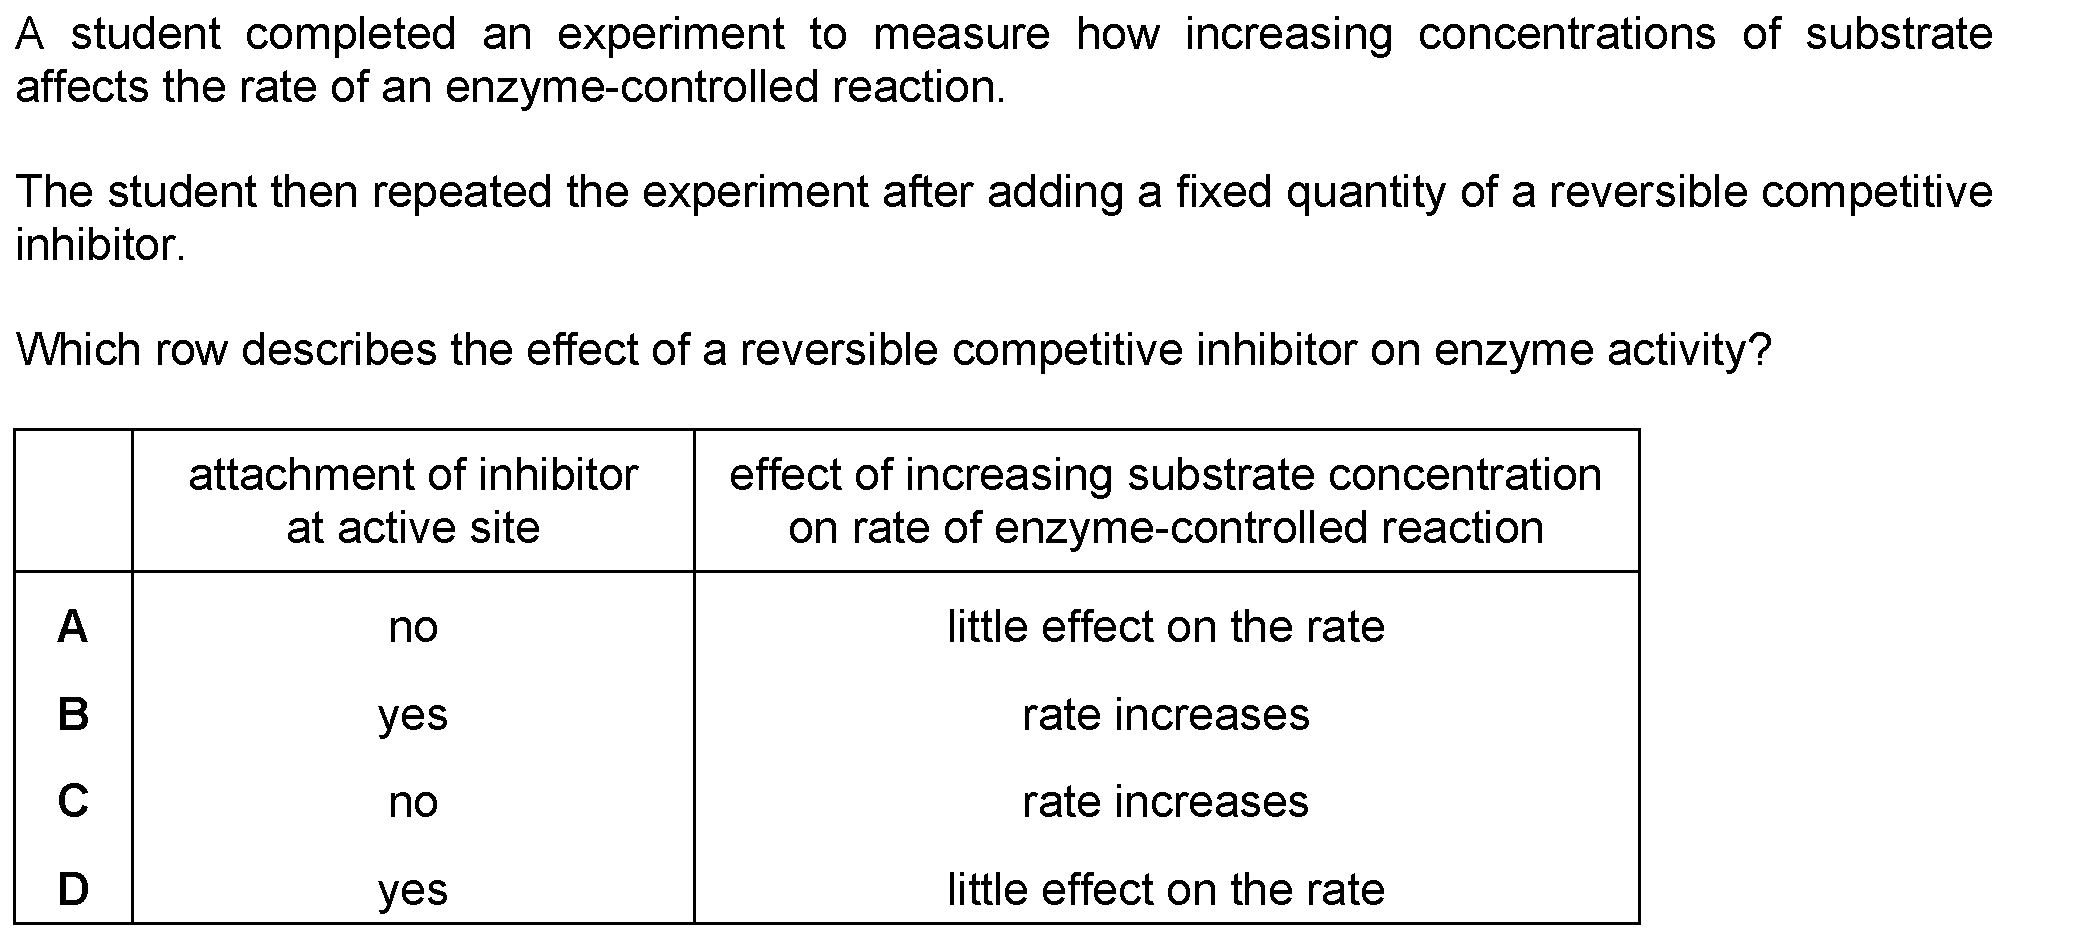 A student completed an experiment to measure how increasing concentrations of substrate
affects the rate of an enzyme-controlled reaction.
The student then repeated the experiment after adding a fixed quantity of a reversible competitive
inhibitor.
Which row describes the effect of a reversible competitive inhibitor on enzyme activity?
attachment of inhibitor
at active site
effect of increasing substrate concentration
on rate of enzyme-controlled reaction
A no little effect on the rate
B yes rate increases
C no rate increases
D yes little effect on the rate